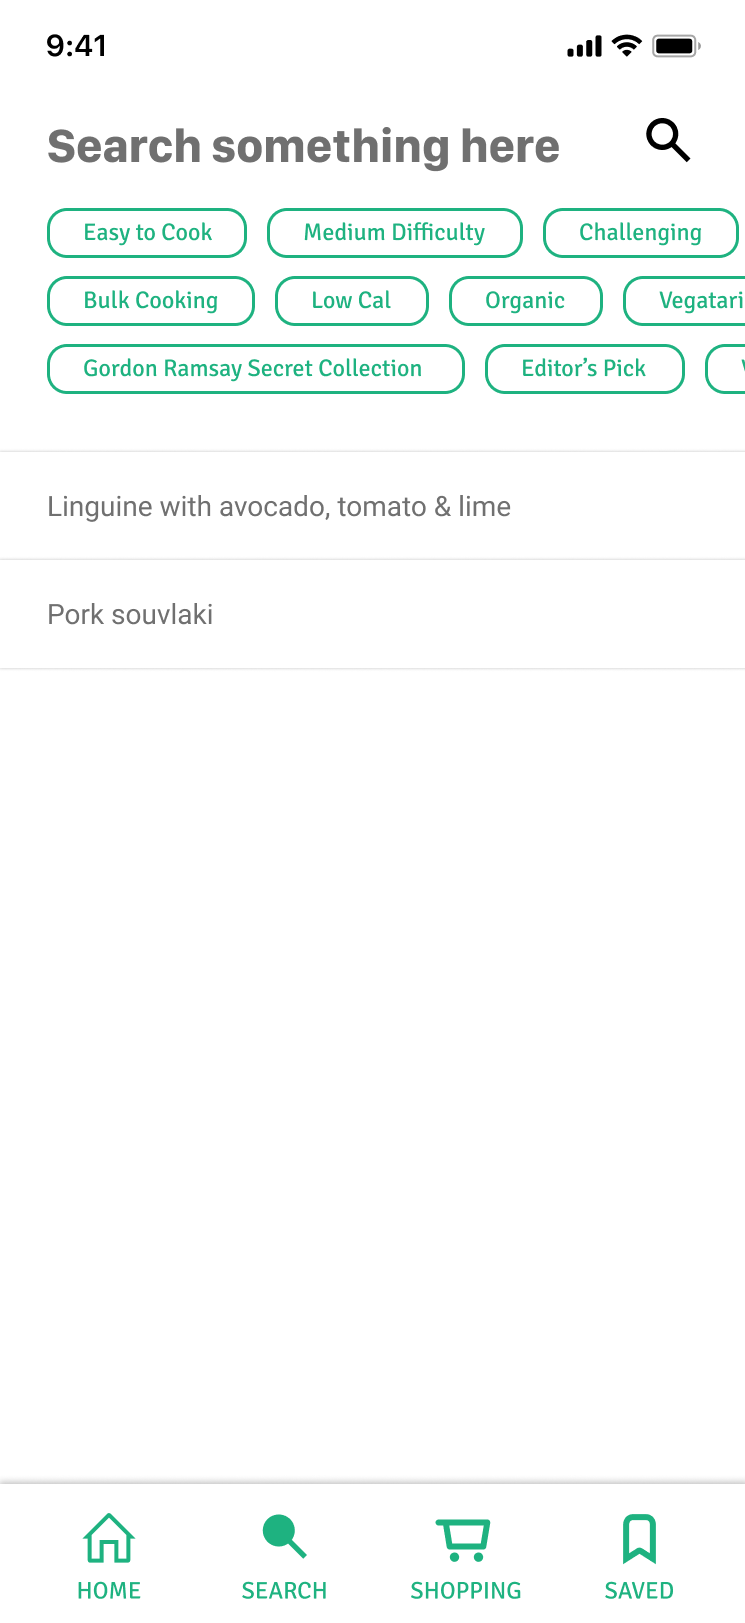 9:41
Search something here
Easy to Cook Medium Difficulty Challenging
Bulk Cooking Low Cal Organic Vegatari
Gordon Ramsay Secret Collection Editor’s Pick
Linguine with avocado, tomato & lime
Pork souvlaki
HOME SEARCH SHOPPING SAVED